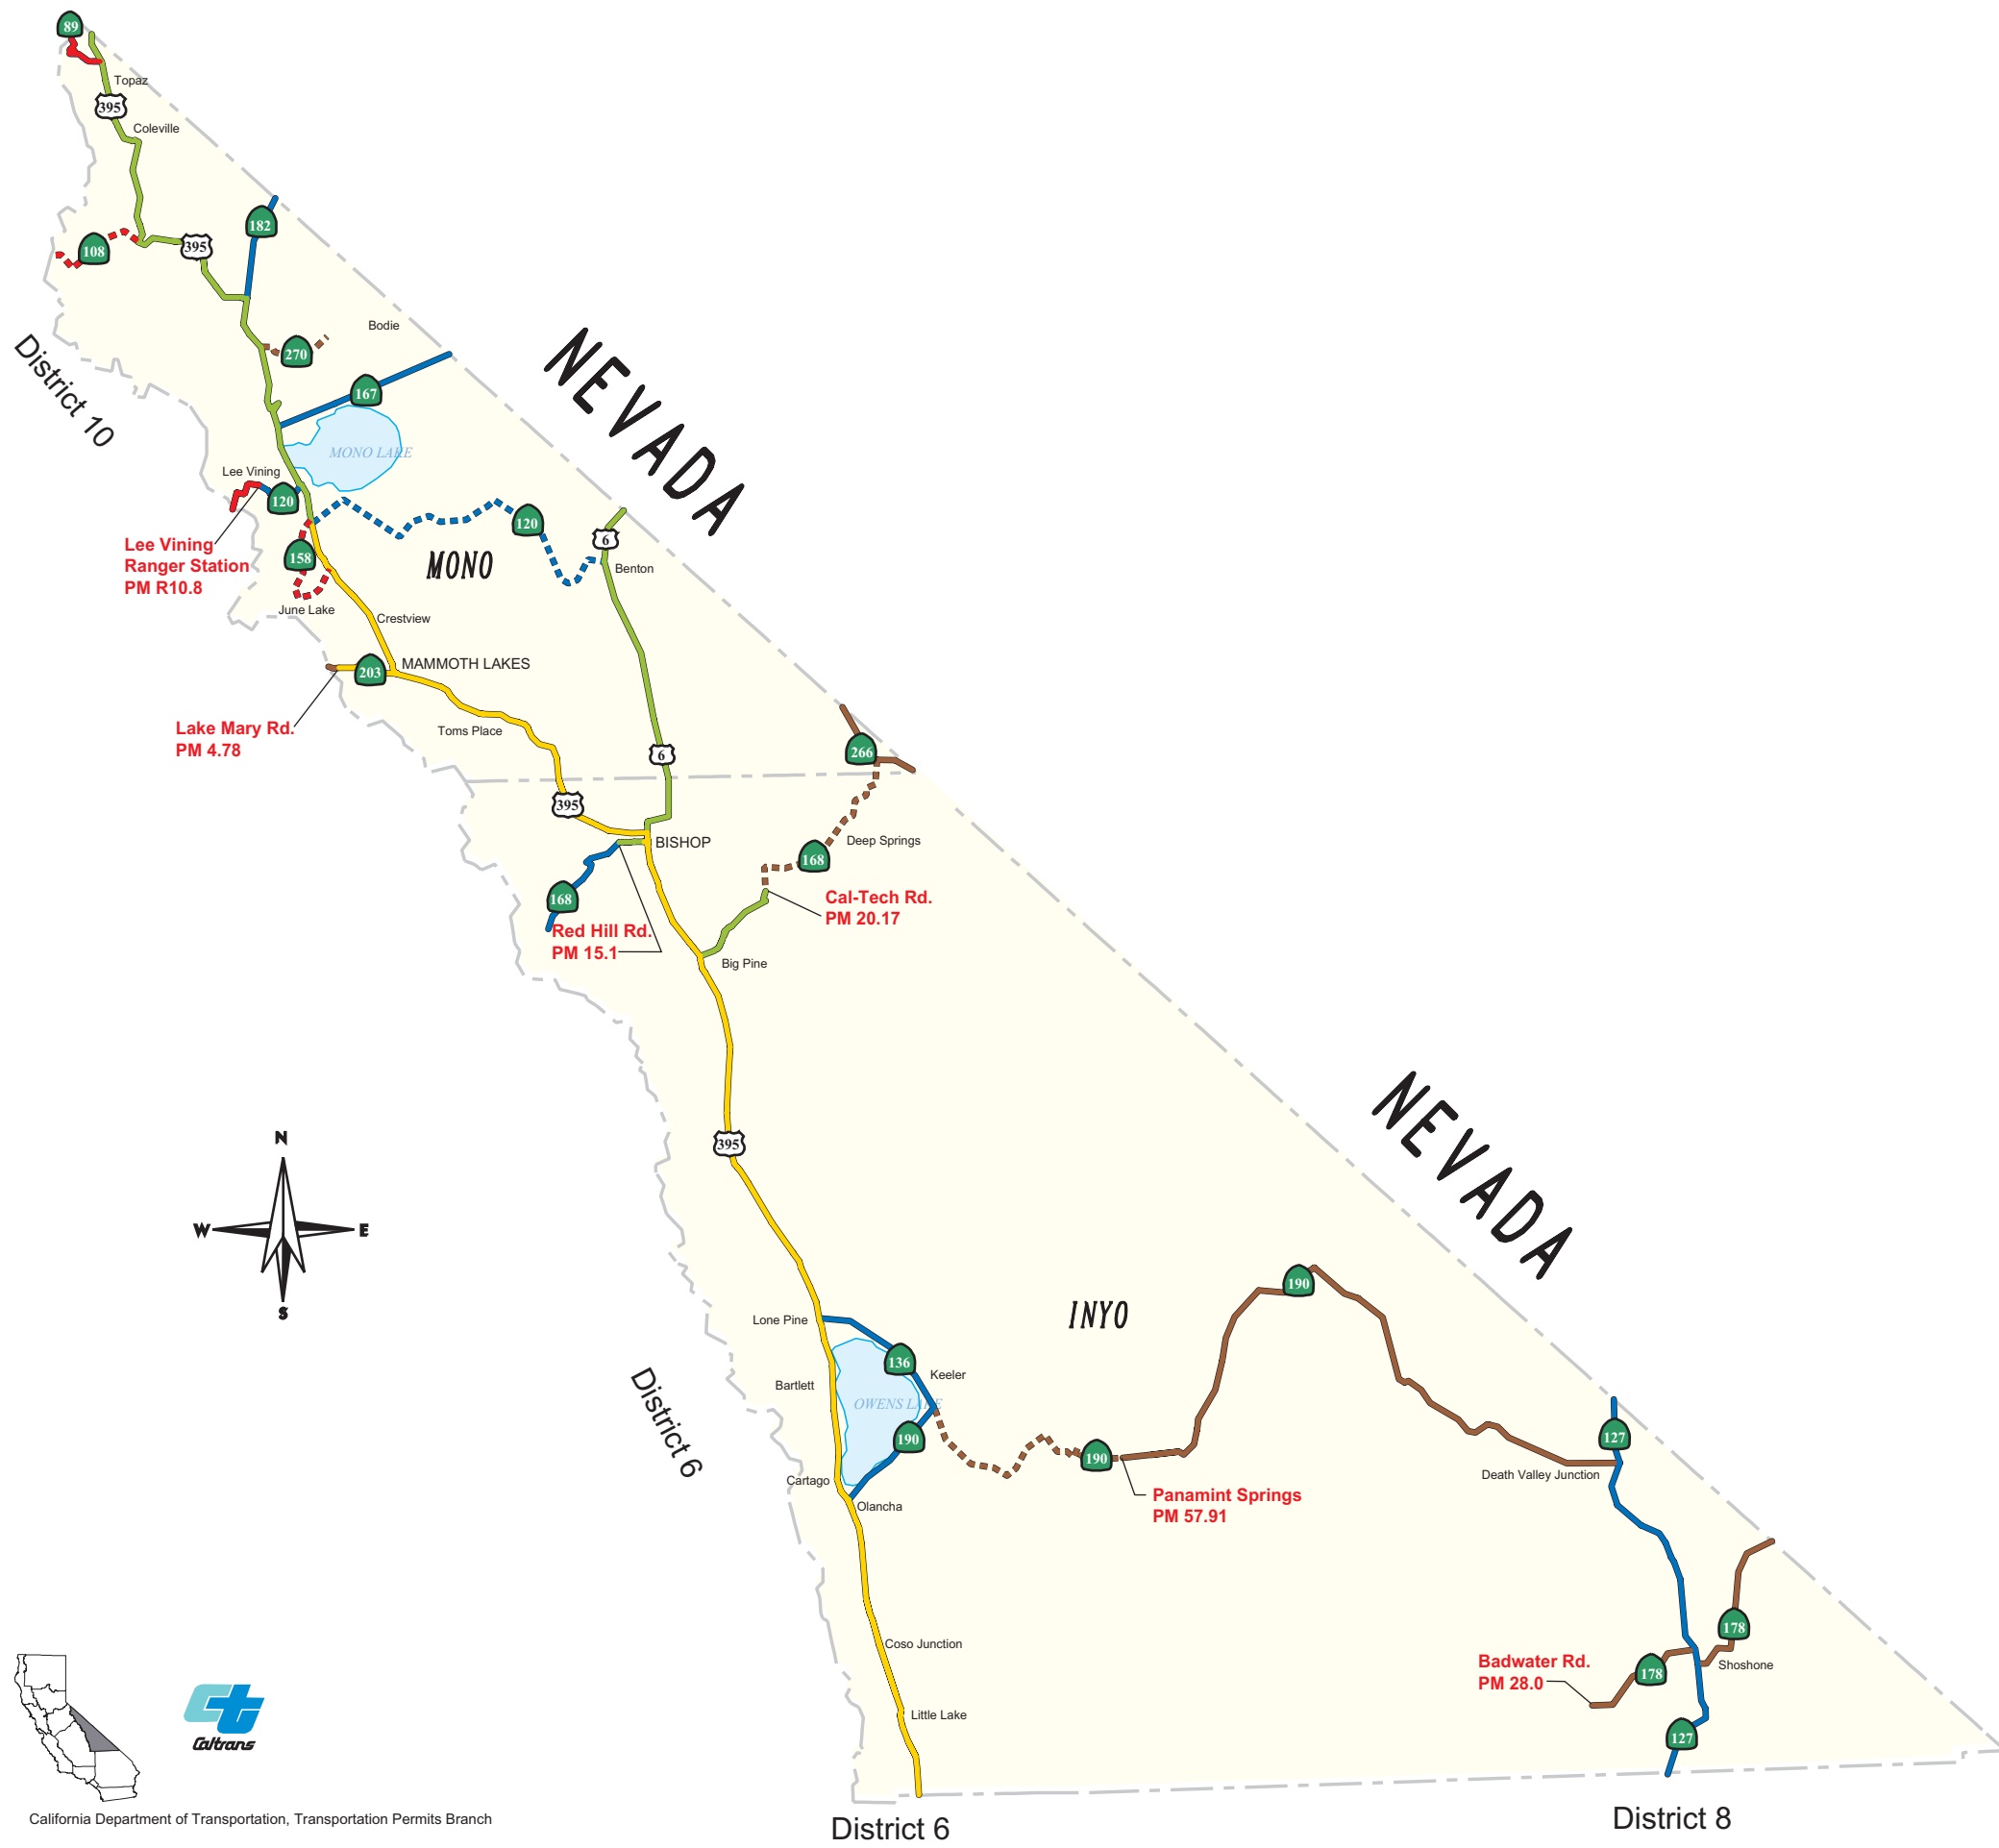 89
Topaz
395
Coleville
182
108
395
Bodie
270
District 10
NEVADA
167
MONO LAKE
Lee Vining
120
120
6
Lee Vining
Ranger Station
PM R10.8
158
MONO
Benton
June Lake
Crestview
203
MAMMOTH LAKES
Lake Mary Rd.
PM 4.78
Toms Place
6
266
395
BISHOP
Deep Springs
168
168
Cal-Tech Rd.
PM 20.17
Red Hill Rd.
PM 15.1
Big Pine
NEVADA
395
N
W
E
S
190
INYO
Lone Pine
136
Keeler
Bartlett
OWENS LAKE
190
District 6
190
127
Death Valley Junction
Cartago
Olancha
Panamint Springs
PM 57.91
178
Coso Junction
Badwater Rd.
PM 28.0
178
Shoshone
Little Lake
127
Ct
Caltrans
California Department of Transportation, Transportation Permits Branch
District 6
District 8